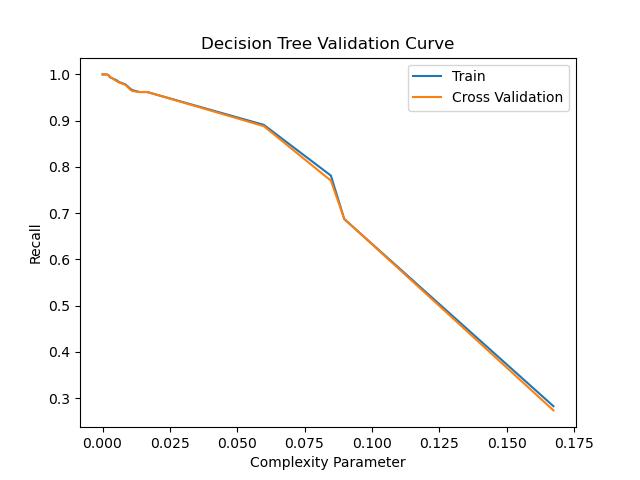 Decision Tree Validation Curve
Train
Cross Validation
1.0
0.9
0.8
0.7
0.6
0.5
0.4
0.3
Recall
0.000 0.025 0.050 0.075 0.100 0.125 0.150 0.175
Complexity Parameter